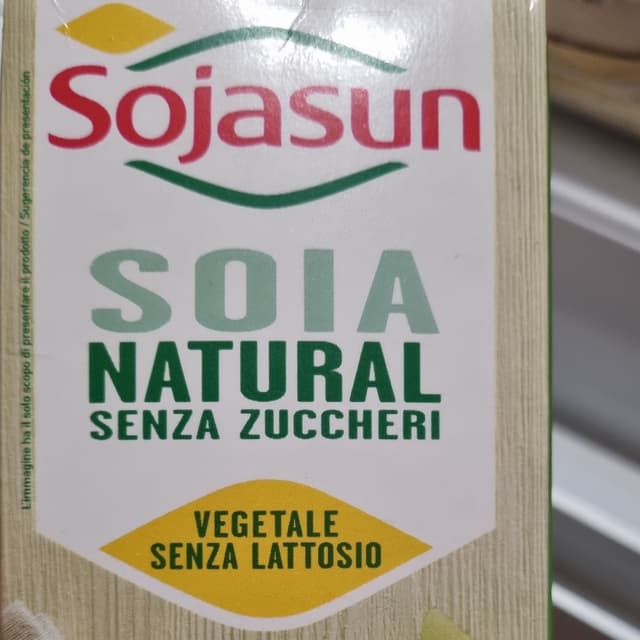 Sojasun
SOIA
NATURAL
SENZA ZUCCHERI
VEGETALE
SENZA LATTOSIO
L'immagine ha il solo scopo di presentare il prodotto / Sugerencia de presentación